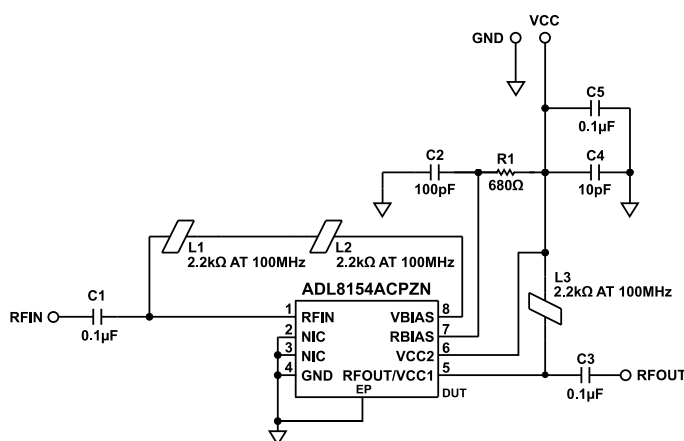 GND
VCC
C5
0.1µF
C2
100pF
R1
680Ω
C4
10pF
L1
2.2kΩ AT 100MHz
L2
2.2kΩ AT 100MHz
L3
2.2kΩ AT 100MHz
ADL8154ACPZN
RFIN
C1
0.1µF
1 RFIN VBIAS 8
2 NIC RBIAS 7
3 NIC VCC2 6
4 GND RFOUT/VCC1 5
EP
DUT
C3
0.1µF
RFOUT